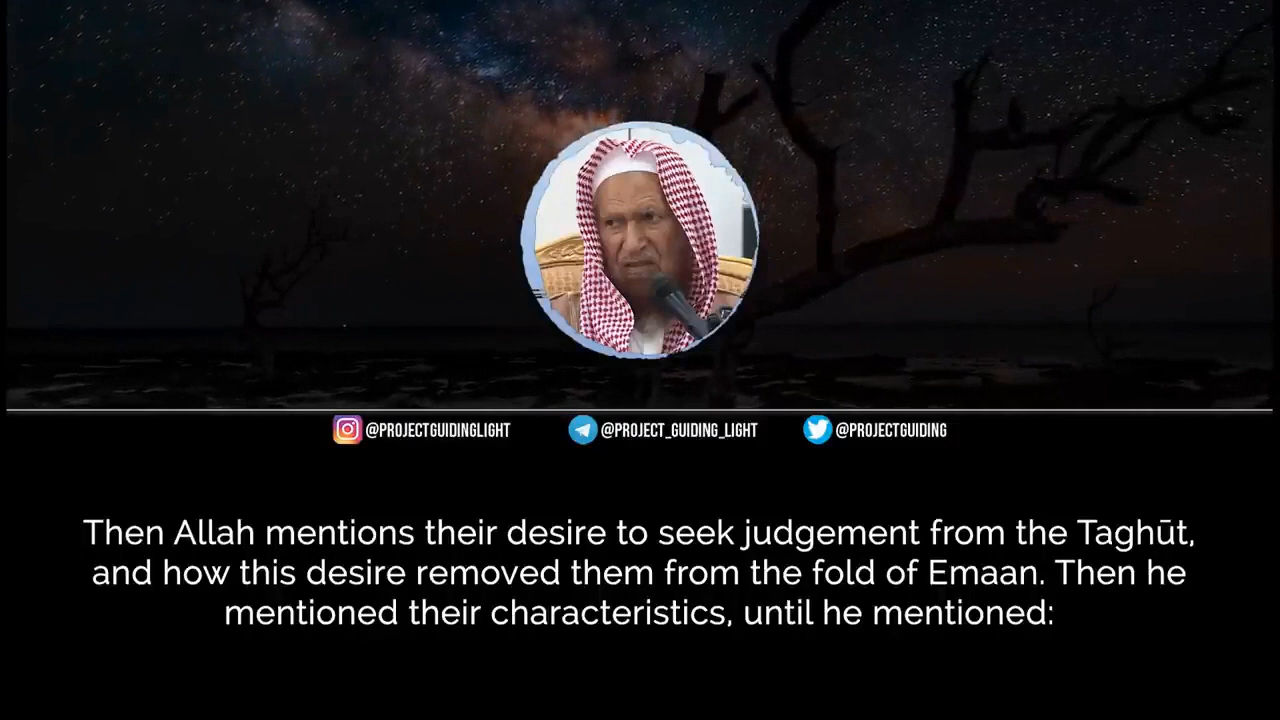 @PROJECTGUIDINGLIGHT @PROJECT_GUIDING_LIGHT @PROJECTGUIDING
Then Allah mentions their desire to seek judgement from the Taghūt,
and how this desire removed them from the fold of Emaan. Then he
mentioned their characteristics, until he mentioned: